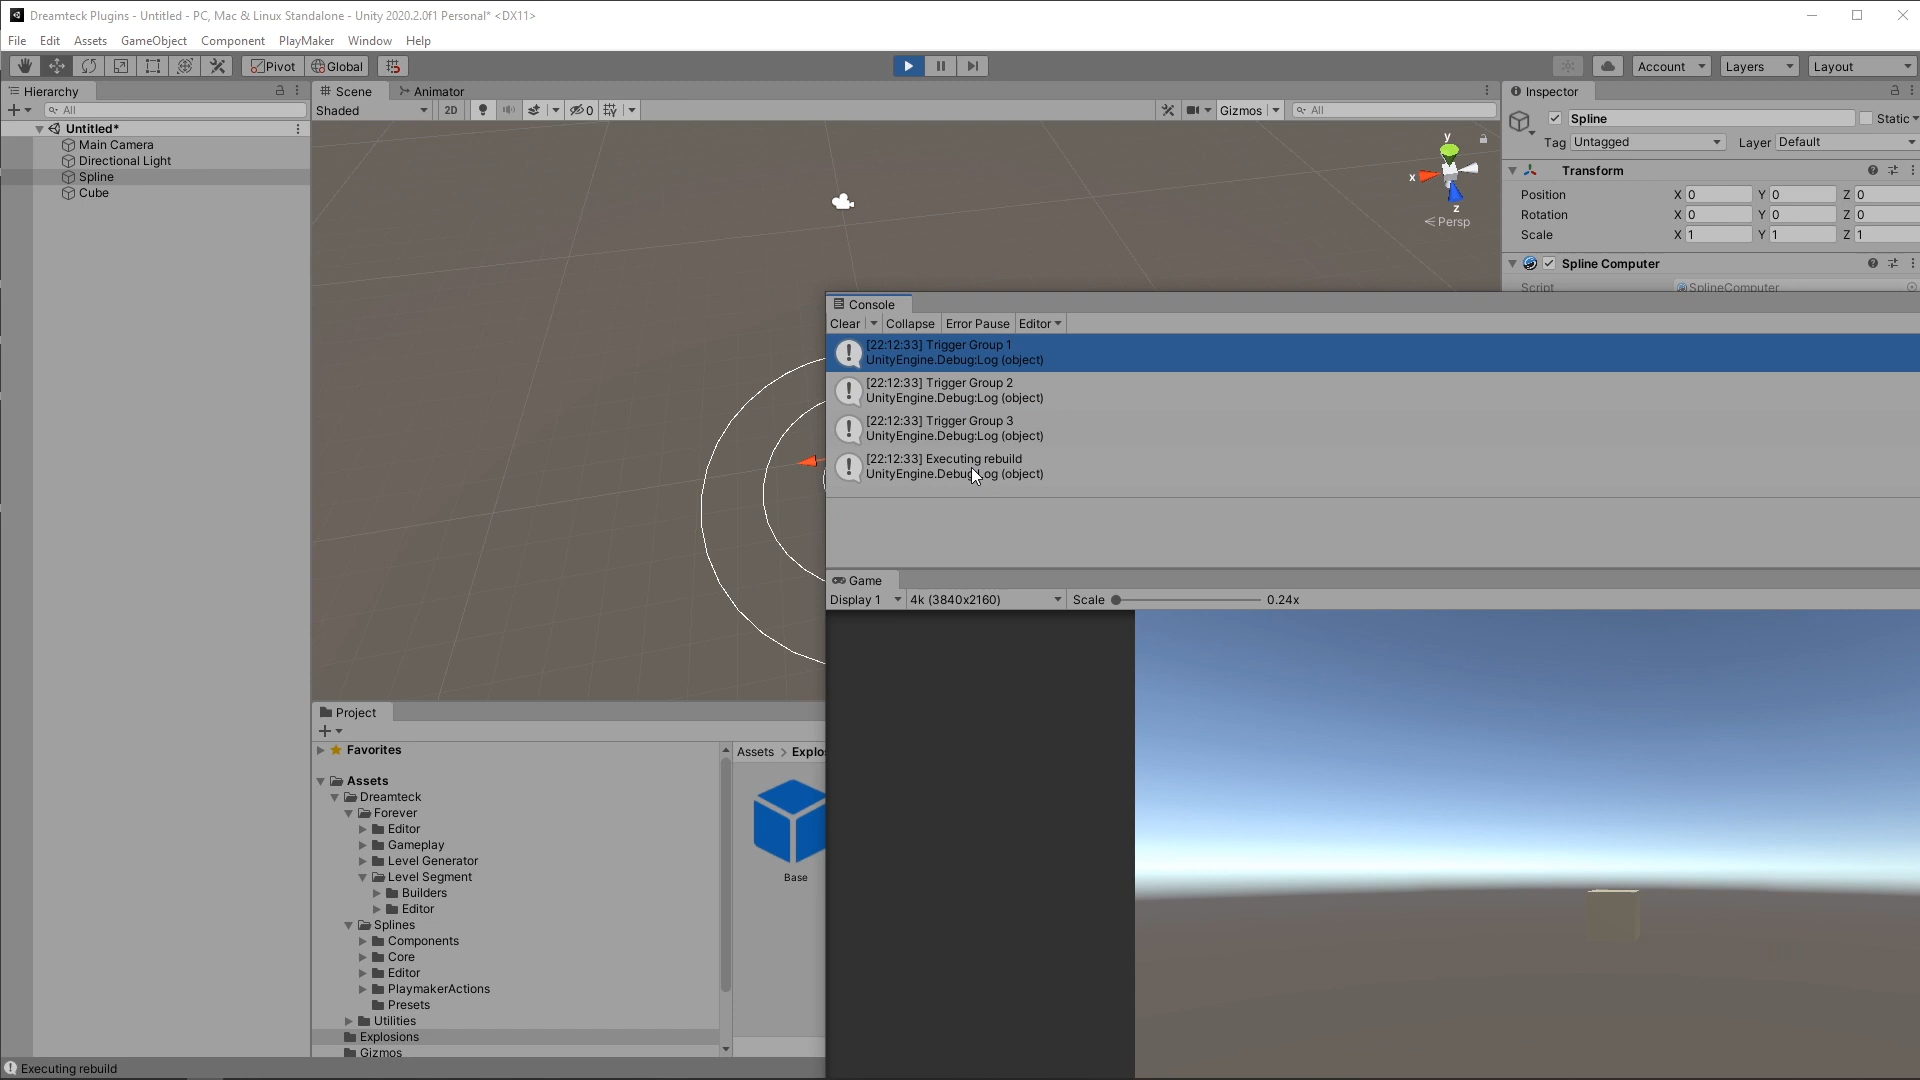 Dreamteck Plugins - Untitled - PC, Mac & Linux Standalone - Unity 2020.2.0f1 Personal* <DX11>
File Edit Assets GameObject Component PlayMaker Window Help
Pivot Global Account Layers Layout
Hierarchy
All
Untitled*
Main Camera
Directional Light
Spline
Cube
Scene Animator
Shaded 2D 0 Gizmos All
y
x
z
Persp
Inspector
Spline Static
Tag Untagged Layer Default
Transform
Position X 0 Y 0 Z 0
Rotation X 0 Y 0 Z 0
Scale X 1 Y 1 Z 1
Spline Computer
Script SplineComputer
Console
Clear Collapse Error Pause Editor
[22:12:33] Trigger Group 1
UnityEngine.Debug:Log (object)
[22:12:33] Trigger Group 2
UnityEngine.Debug:Log (object)
[22:12:33] Trigger Group 3
UnityEngine.Debug:Log (object)
[22:12:33] Executing rebuild
UnityEngine.Debug:Log (object)
Game
Display 1 4k (3840x2160) Scale 0.24x
Project
Favorites
Assets
Dreamteck
Forever
Editor
Gameplay
Level Generator
Level Segment
Builders
Editor
Splines
Components
Core
Editor
PlaymakerActions
Presets
Utilities
Explosions
Gizmos
Assets > Explo
Base
Executing rebuild